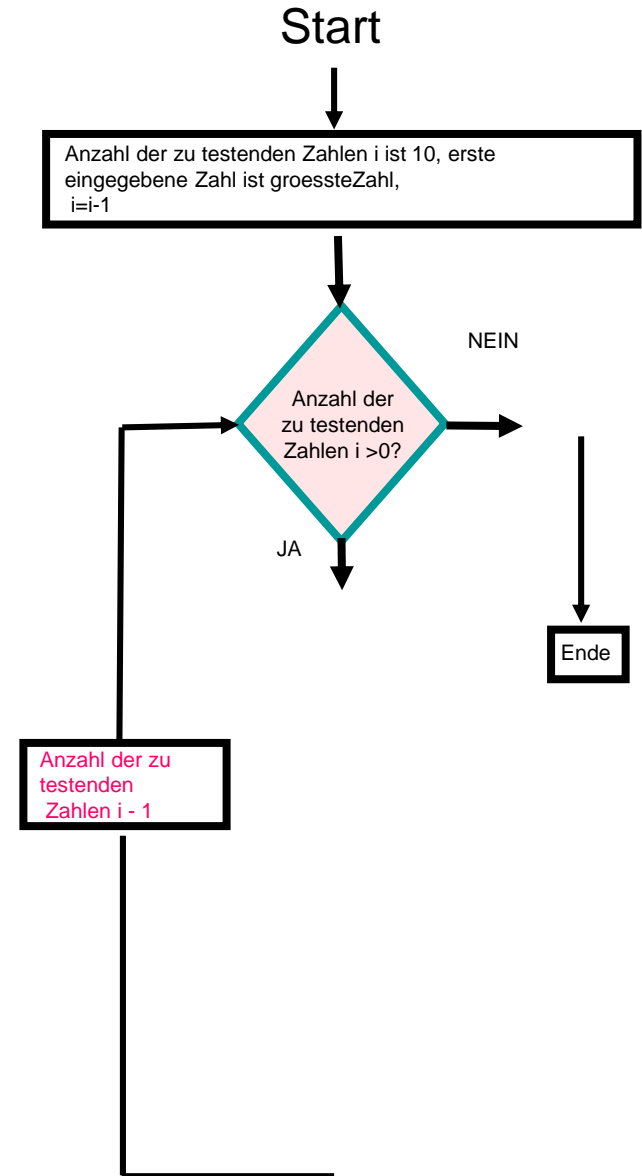 Start
Anzahl der zu testenden Zahlen i ist 10, erste
eingegebene Zahl ist groessteZahl,
i=i-1
NEIN
Anzahl der
zu testenden
Zahlen i >0?
JA
Ende
Anzahl der zu
testenden
Zahlen i - 1